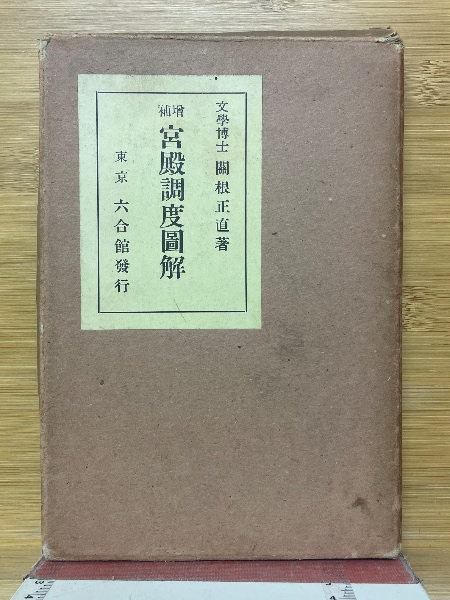 文學博士 關根正直著
增補 宮殿調度圖解
東京 六合館發行